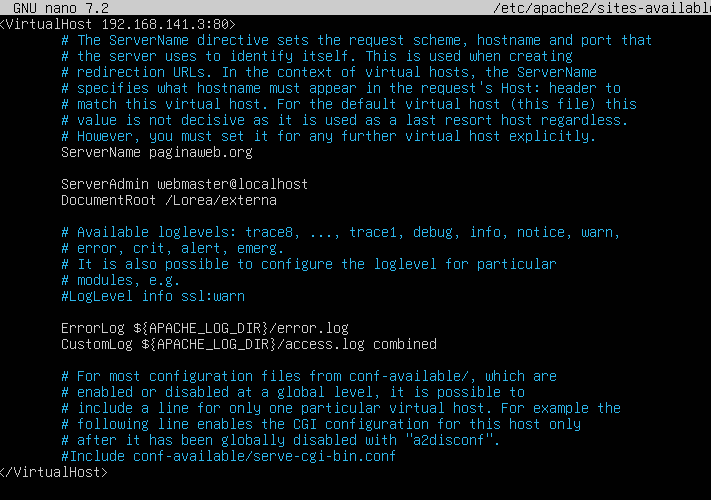 GNU nano 7.2 /etc/apache2/sites-available
<VirtualHost 192.168.141.3:80>
# The ServerName directive sets the request scheme, hostname and port that
# the server uses to identify itself. This is used when creating
# redirection URLs. In the context of virtual hosts, the ServerName
# specifies what hostname must appear in the request's Host: header to
# match this virtual host. For the default virtual host (this file) this
# value is not decisive as it is used as a last resort host regardless.
# However, you must set it for any further virtual host explicitly.
ServerName paginaweb.org
ServerAdmin webmaster@localhost
DocumentRoot /Lorea/externa
# Available loglevels: trace8, ..., trace1, debug, info, notice, warn,
# error, crit, alert, emerg.
# It is also possible to configure the loglevel for particular
# modules, e.g.
#LogLevel info ssl:warn
ErrorLog ${APACHE_LOG_DIR}/error.log
CustomLog ${APACHE_LOG_DIR}/access.log combined
# For most configuration files from conf-available/, which are
# enabled or disabled at a global level, it is possible to
# include a line for only one particular virtual host. For example the
# following line enables the CGI configuration for this host only
# after it has been globally disabled with "a2disconf".
#Include conf-available/serve-cgi-bin.conf
</VirtualHost>